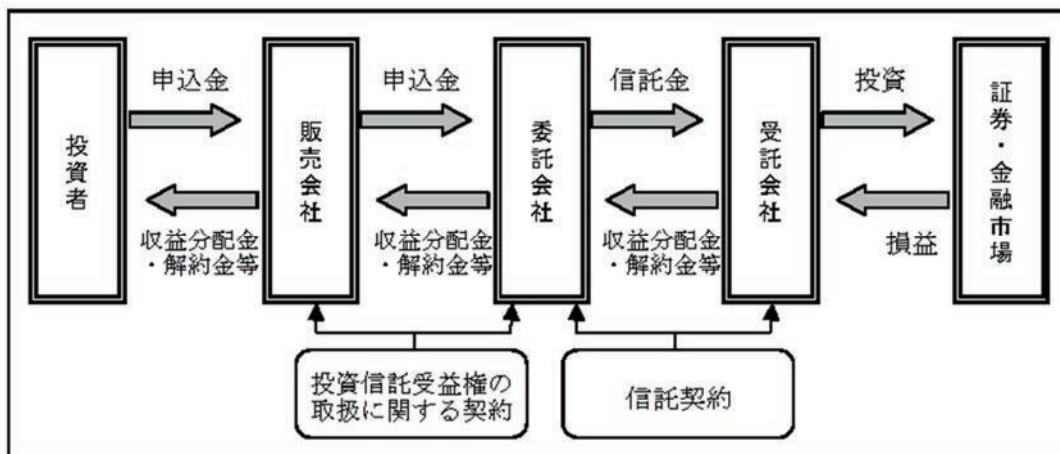 投資者
申込金
収益分配金
・解約金等
販売会社
申込金
収益分配金
・解約金等
委託会社
信託金
収益分配金
・解約金等
受託会社
投資
損益
証券・金融市場
投資信託受益権の
取扱に関する契約
信託契約